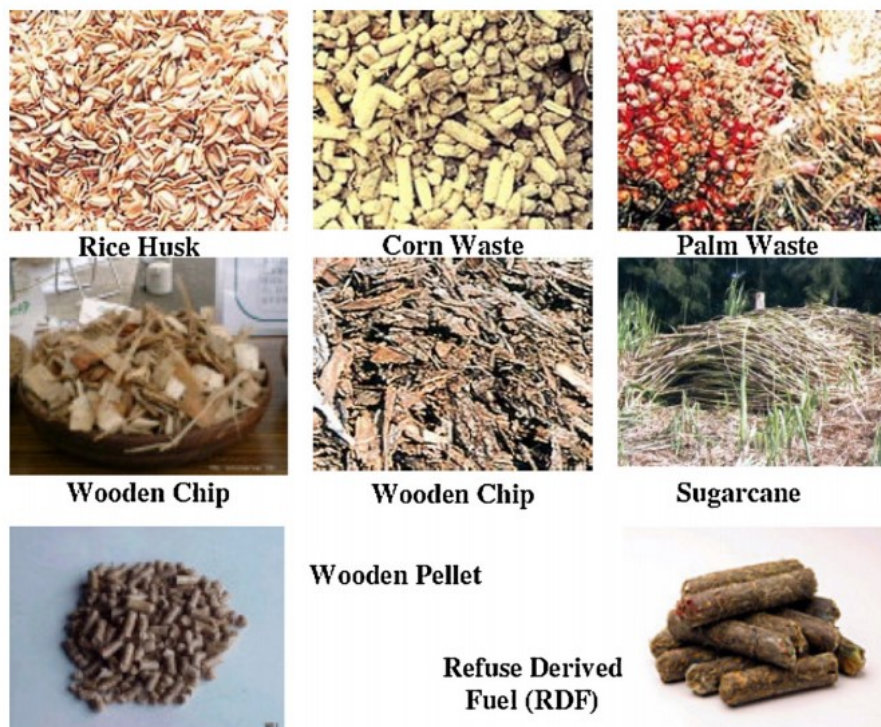 Rice Husk
Corn Waste
Palm Waste
Wooden Chip
Wooden Chip
Sugarcane
Wooden Pellet
Refuse Derived
Fuel (RDF)